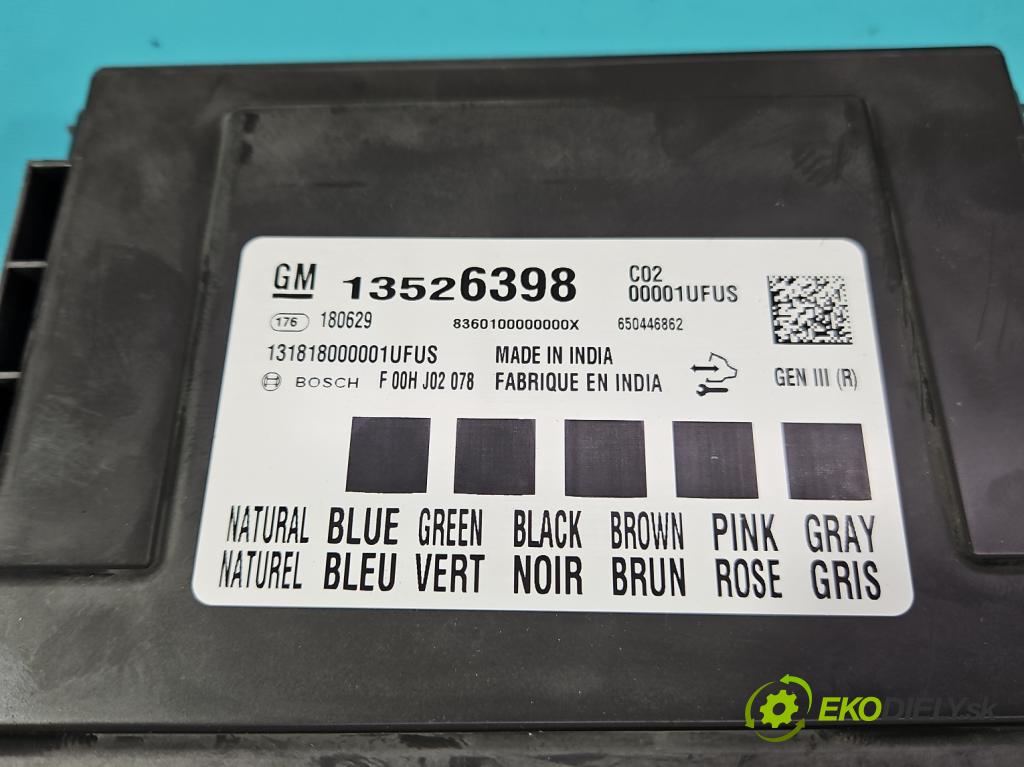 GM 13526398 C02
00001UFUS
176 180629 8360100000000X 650446862
131818000001UFUS MADE IN INDIA
BOSCH F 00H J02 078 FABRIQUE EN INDIA GEN III (R)
NATURAL BLUE GREEN BLACK BROWN PINK GRAY
NATUREL BLEU VERT NOIR BRUN ROSE GRIS
EKODIELY.sk